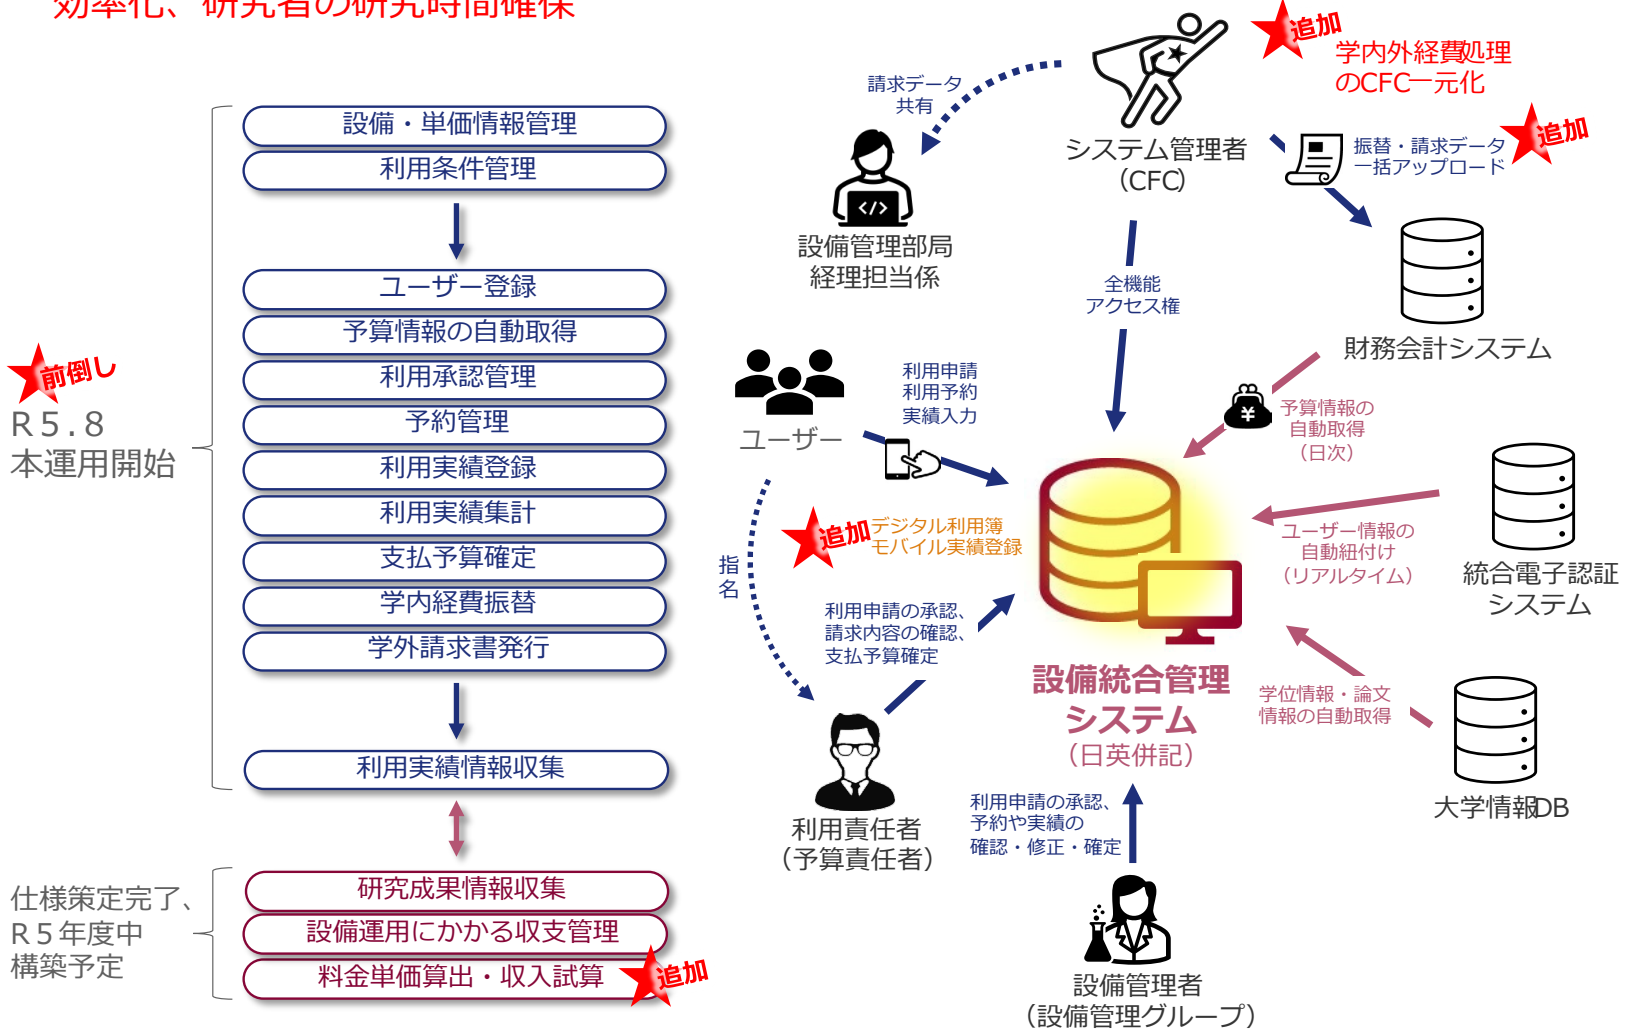 効率化、研究者の研究時間確保
設備・単価情報管理
利用条件管理
ユーザー登録
予算情報の自動取得
利用承認管理
予約管理
利用実績登録
利用実績集計
支払予算確定
学内経費振替
学外請求書発行
利用実績情報収集
前倒し
R5.8
本運用開始
研究成果情報収集
設備運用にかかる収支管理
料金単価算出・収入試算
追加
仕様策定完了、
R5年度中
構築予定
追加
学内外経費処理
のCFC一元化
請求データ
共有
システム管理者
（CFC）
追加
振替・請求データ
一括アップロード
</>
設備管理部局
経理担当係
全機能
アクセス権
財務会計システム
ユーザー
利用申請
利用予約
実績入力
¥
予算情報の
自動取得
（日次）
追加
デジタル利用簿
モバイル実績登録
指
名
ユーザー情報の
自動紐付け
（リアルタイム）
統合電子認証
システム
利用申請の承認、
請求内容の確認、
支払予算確定
設備統合管理
システム
（日英併記）
学位情報・論文
情報の自動取得
大学情報DB
利用責任者
（予算責任者）
利用申請の承認、
予約や実績の
確認・修正・確定
設備管理者
（設備管理グループ）